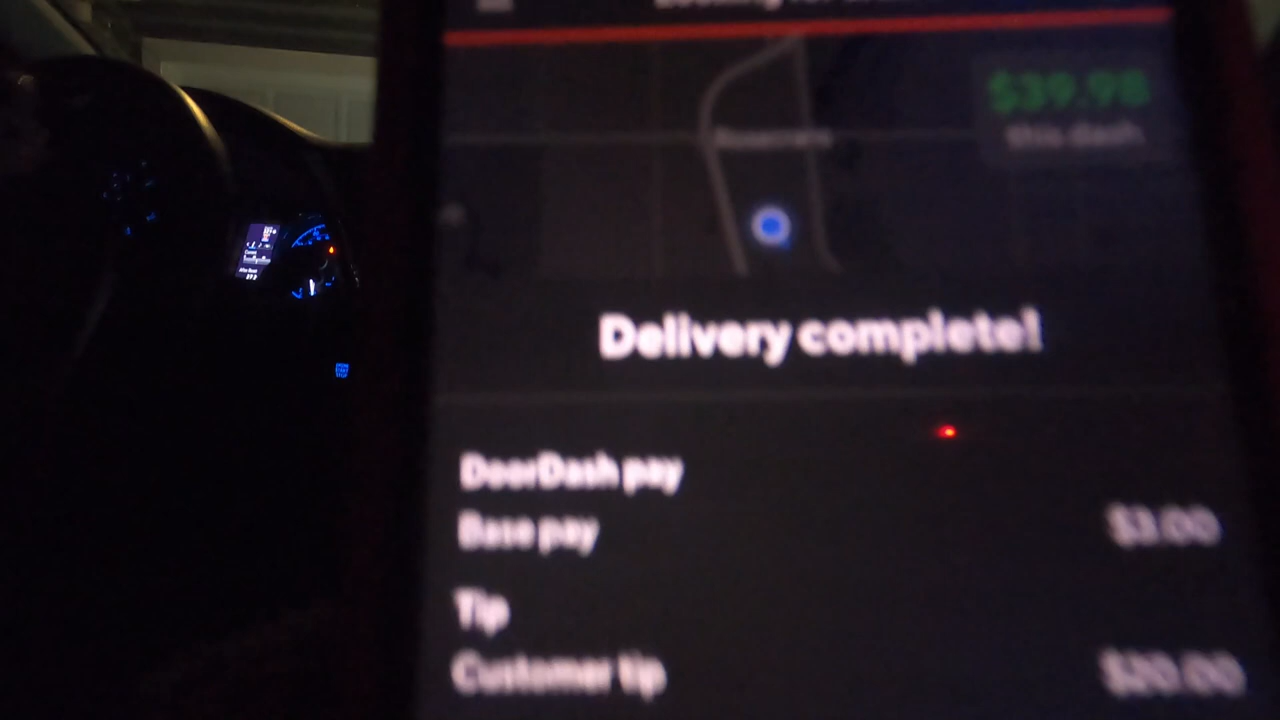 $39.98
this dash
Delivery complete!
DoorDash pay
Base pay
$3.00
Tip
Customer tip
$20.00